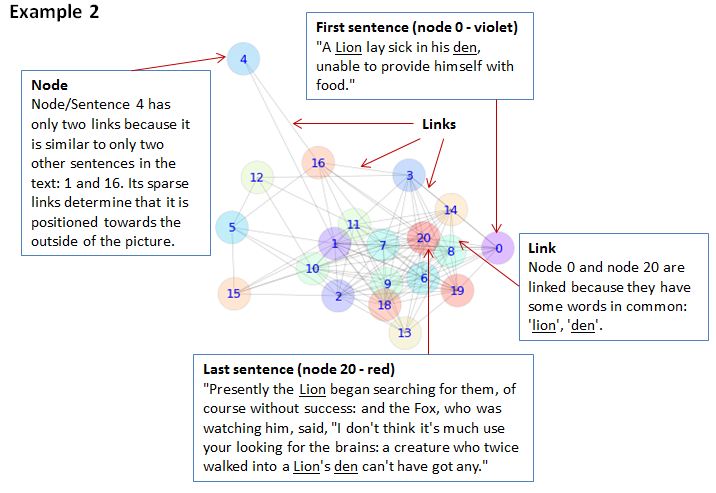 Example 2
First sentence (node 0 - violet)
"A Lion lay sick in his den,
unable to provide himself with
food."
Node
Node/Sentence 4 has
only two links because it
is similar to only two
other sentences in the
text: 1 and 16. Its sparse
links determine that it is
positioned towards the
outside of the picture.
Links
4
16
12
3
14
5
11
1
7
20
8
0
10
9
6
15
2
18
19
13
Link
Node 0 and node 20 are
linked because they have
some words in common:
'lion', 'den'.
Last sentence (node 20 - red)
"Presently the Lion began searching for them, of
course without success: and the Fox, who was
watching him, said, "I don't think it's much use
your looking for the brains: a creature who twice
walked into a Lion's den can't have got any."